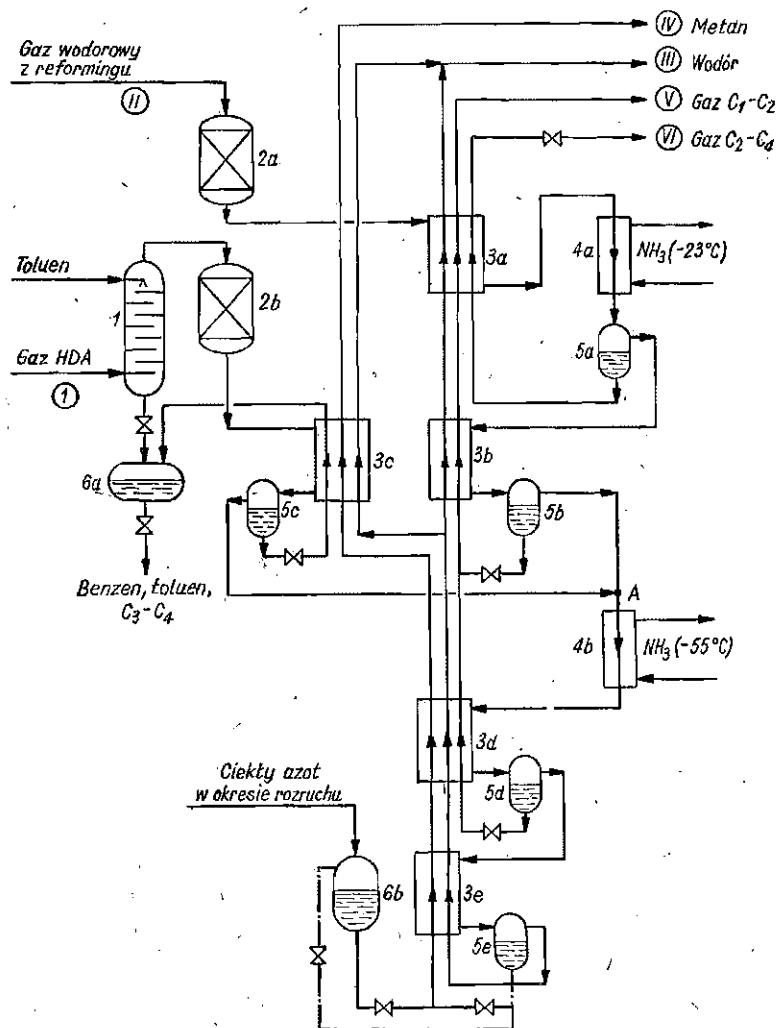 IV Metan
Gaz wodorowy
z reformingu
III Wodór
II
V Gaz C₁-C₂
VI Gaz C₂-C₄
2a
3a
4a
NH₃(-23°C)
Toluen
1
2b
5a
Gaz HDA
1
3c
3b
6a
5c
5b
Benzen, toluen,
C₃-C₄
A
4b
NH₃(-55°C)
3d
Ciekły azot
w okresie rozruchu
5d
6b
3e
5e